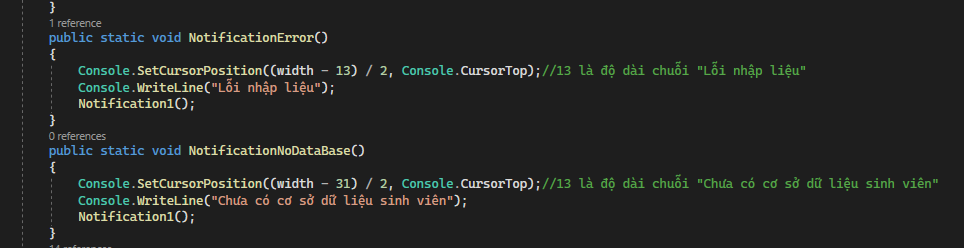 }
1 reference
public static void NotificationError()
{
Console.SetCursorPosition((width - 13) / 2, Console.CursorTop);//13 là độ dài chuỗi "Lỗi nhập liệu"
Console.WriteLine("Lỗi nhập liệu");
Notification1();
}
0 references
public static void NotificationNoDataBase()
{
Console.SetCursorPosition((width - 31) / 2, Console.CursorTop);//13 là độ dài chuỗi "Chưa có cơ sở dữ liệu sinh viên"
Console.WriteLine("Chưa có cơ sở dữ liệu sinh viên");
Notification1();
}
14 references